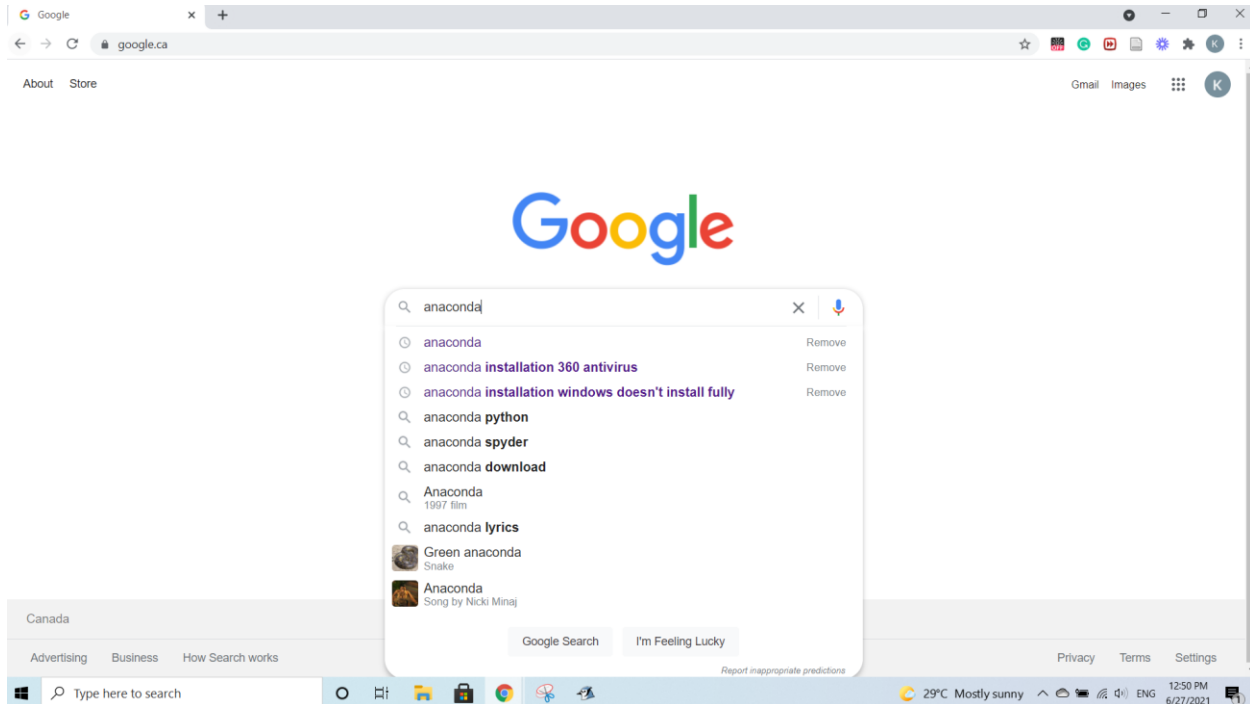 Google
google.ca
OFF
K
About Store
Gmail Images
K
Google
anaconda
anaconda Remove
anaconda installation 360 antivirus Remove
anaconda installation windows doesn't install fully Remove
anaconda python
anaconda spyder
anaconda download
Anaconda
1997 film
anaconda lyrics
Green anaconda
Snake
Anaconda
Song by Nicki Minaj
Google Search I'm Feeling Lucky
Report inappropriate predictions
Canada
Advertising Business How Search works
Privacy Terms Settings
Type here to search
29°C Mostly sunny ENG
12:50 PM
6/27/2021
1